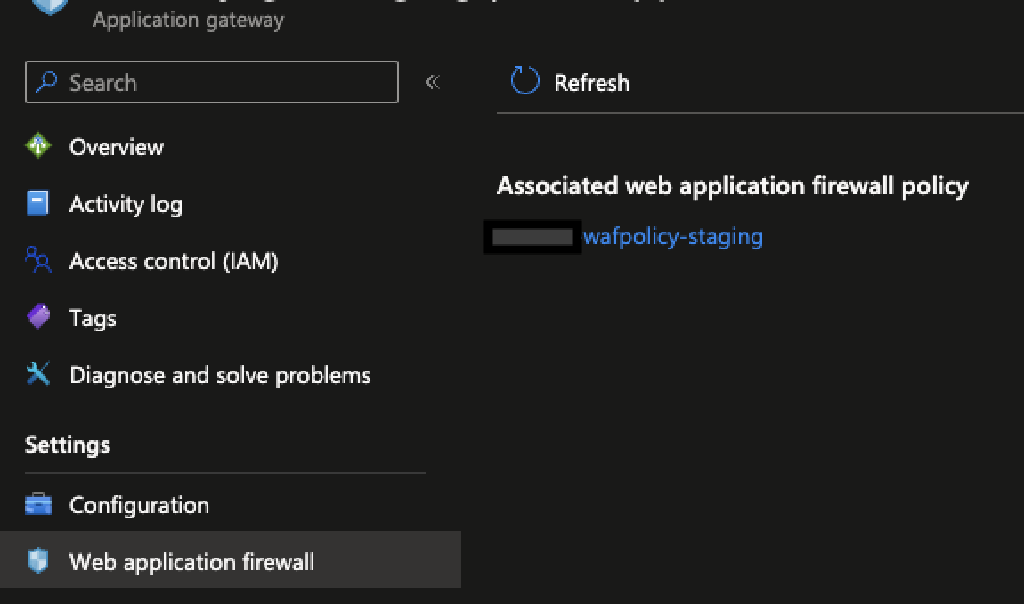 Application gateway
Search
Refresh
Overview
Associated web application firewall policy
Activity log
wafpolicy-staging
Access control (IAM)
Tags
Diagnose and solve problems
Settings
Configuration
Web application firewall